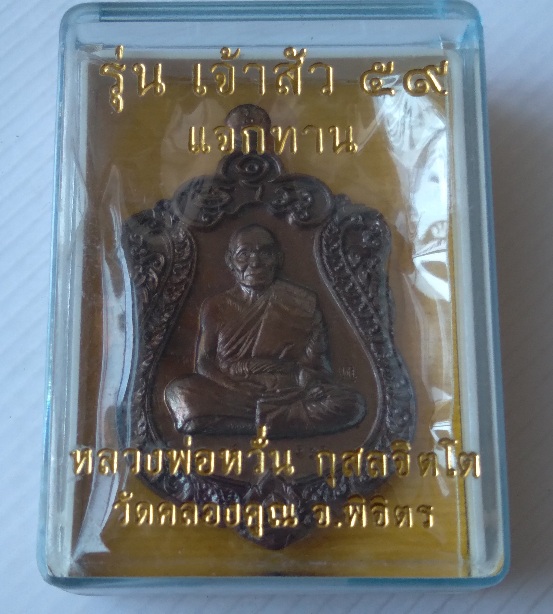 รุ่น เจ้าสัว ๕๙
แจกทาน
หลวงพ่อหวั่น กุสลจิตโต
วัดคลองคูณ จ.พิจิตร